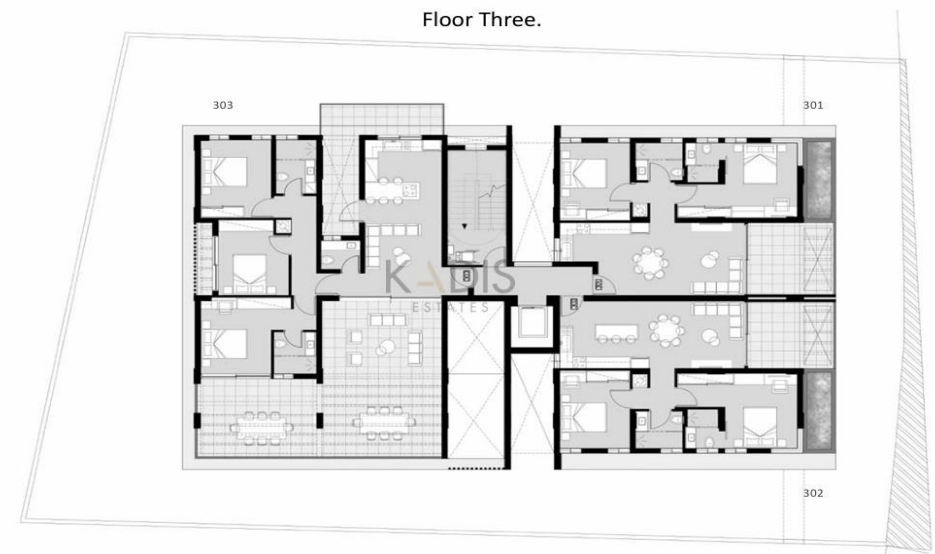 Floor Three.
303
301
KADIS
ESTATES
302